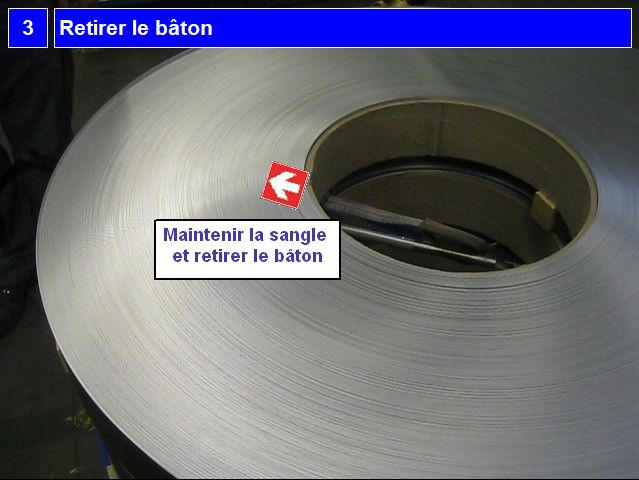 3 Retirer le bâton
Maintenir la sangle
et retirer le bâton